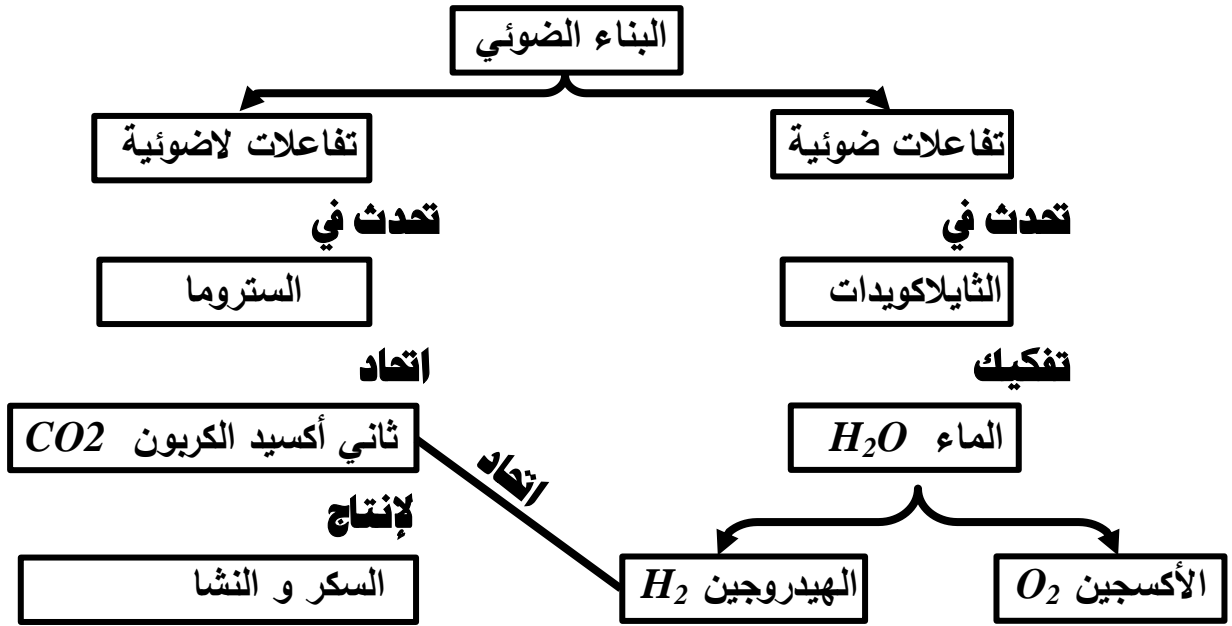 البناء الضوئي
تفاعلات ضوئية
تفاعلات لاضوئية
تحدث في
تحدث في
الثايلاكويدات
الستروما
تفكيك
اتحاد
الماء H₂O
ثاني أكسيد الكربون CO2
اتحاد
لإنتاج
الأكسجين O₂
الهيدروجين H₂
السكر و النشا